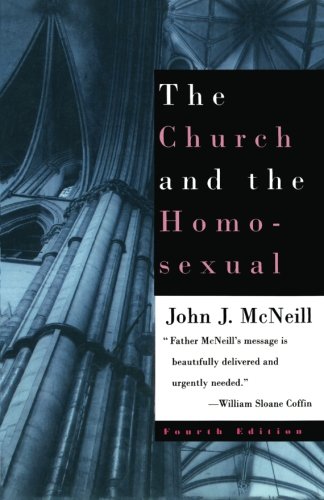 The
Church
and the
Homo-
sexual
John J. McNeill
“Father McNeill’s message is
beautifully delivered and
urgently needed.”
—William Sloane Coffin
Fourth Edition